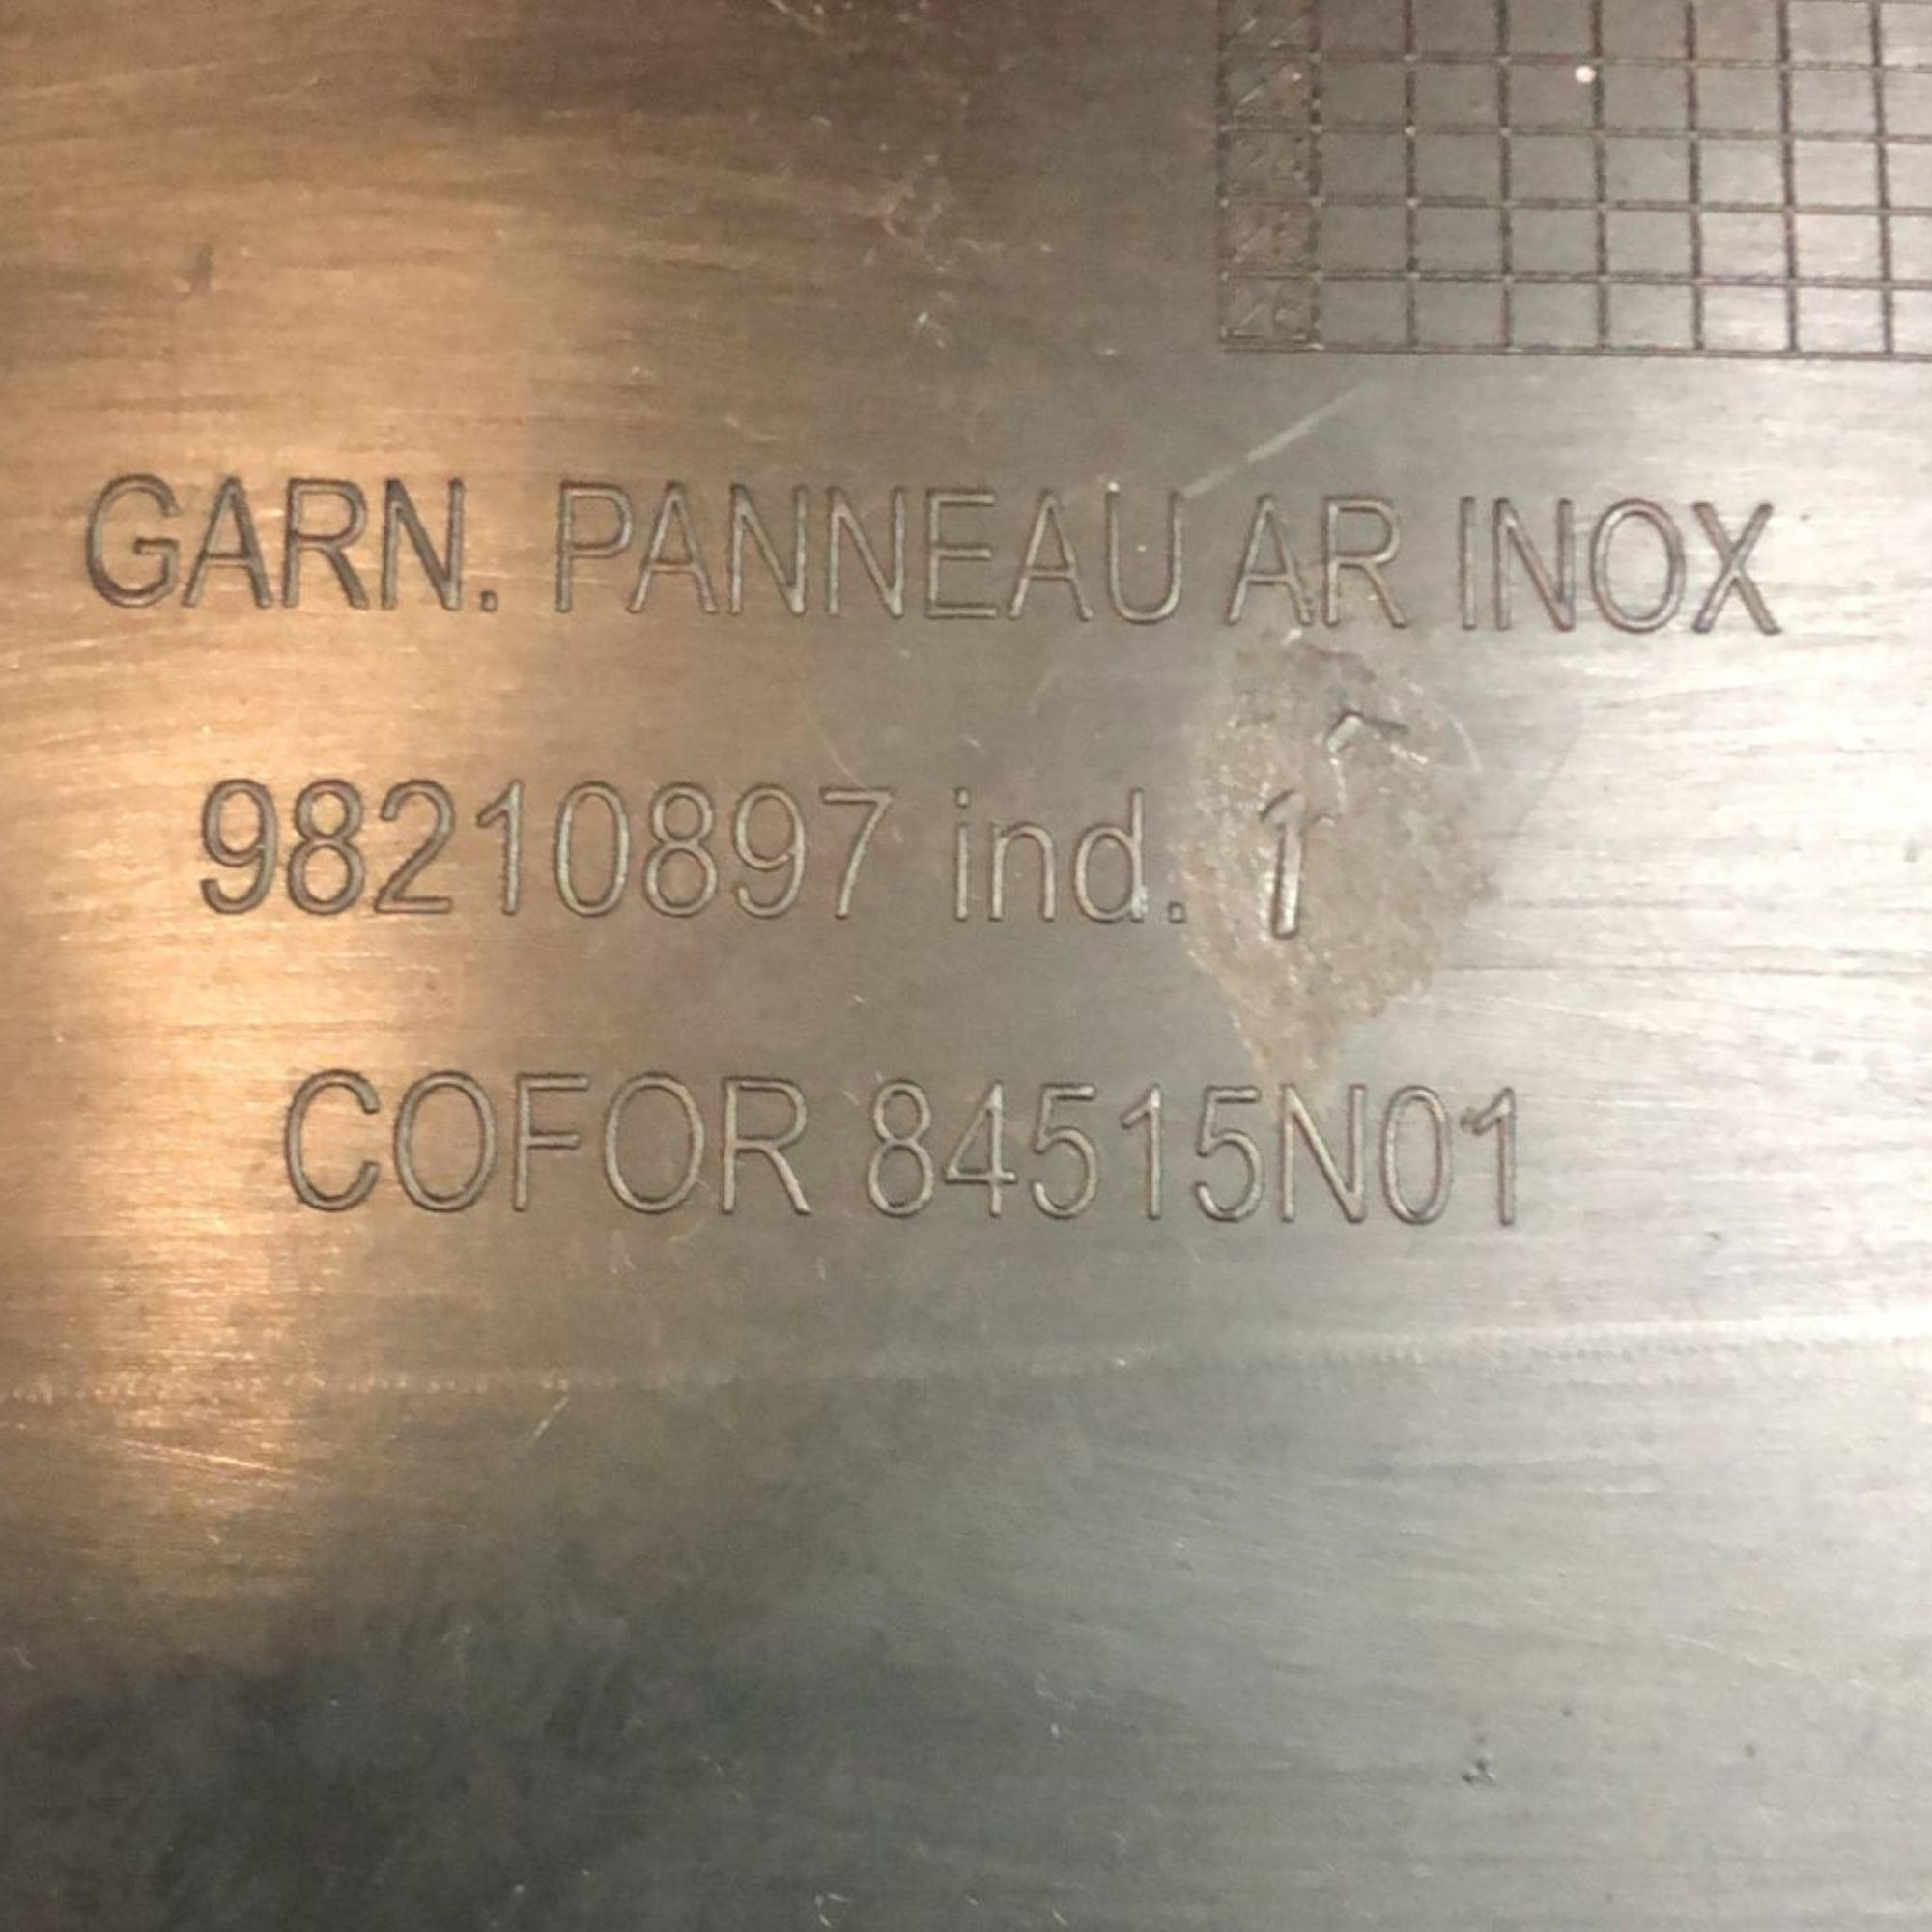 GARN. PANNEAU AR INOX
98210897 ind. 1
COFOR 84515N01